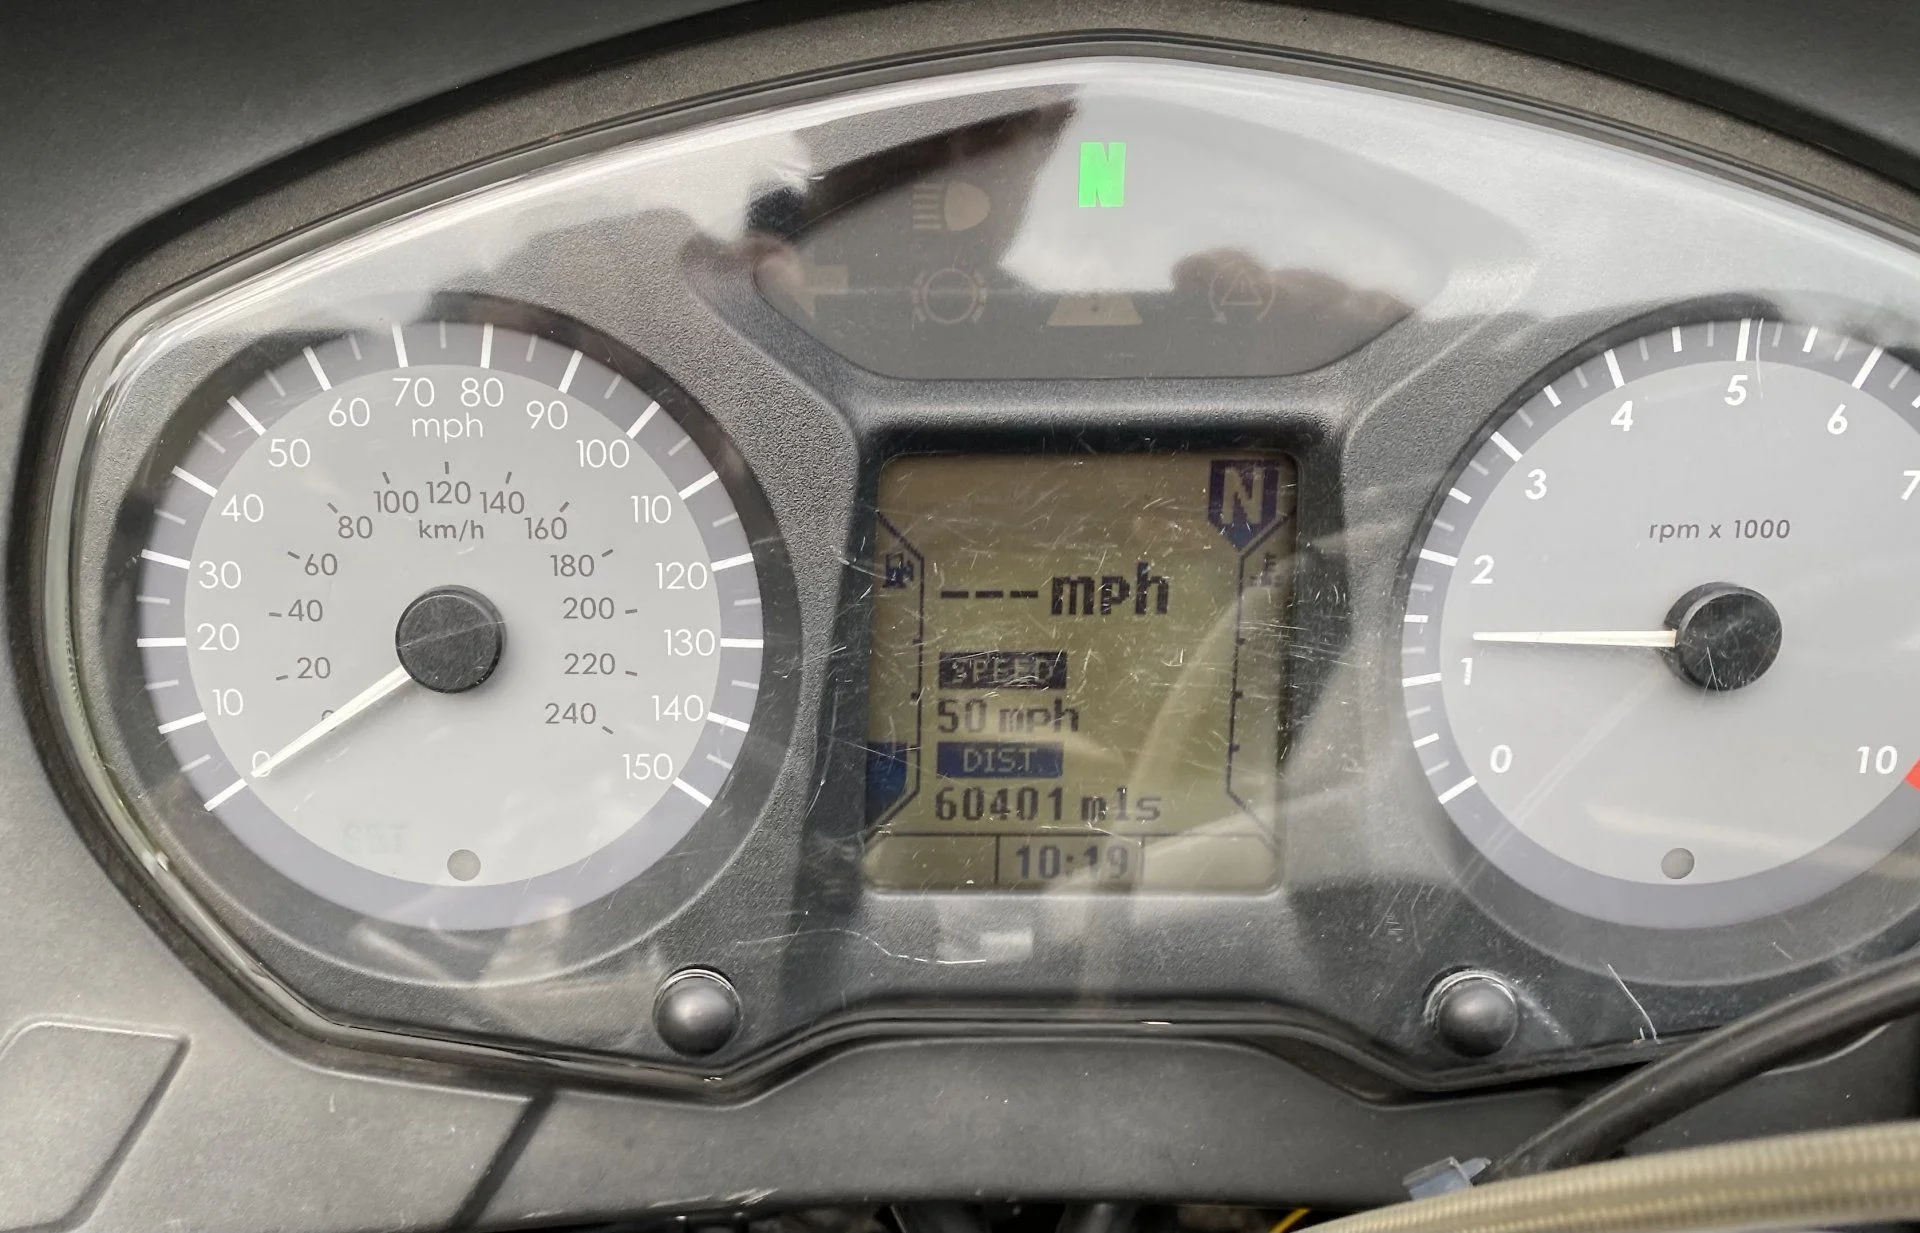 N
70 80
60 mph 90
50 100
40 110
30 120
20 130
10 140
0 150
100 120 140
80 km/h 160
60 180
40 200
20 220
0 240
N
---mph
SPEED
50 mph
DIST.
60401 mls
10:19
5
4 6
3 7
rpm x 1000
2
1
0 10